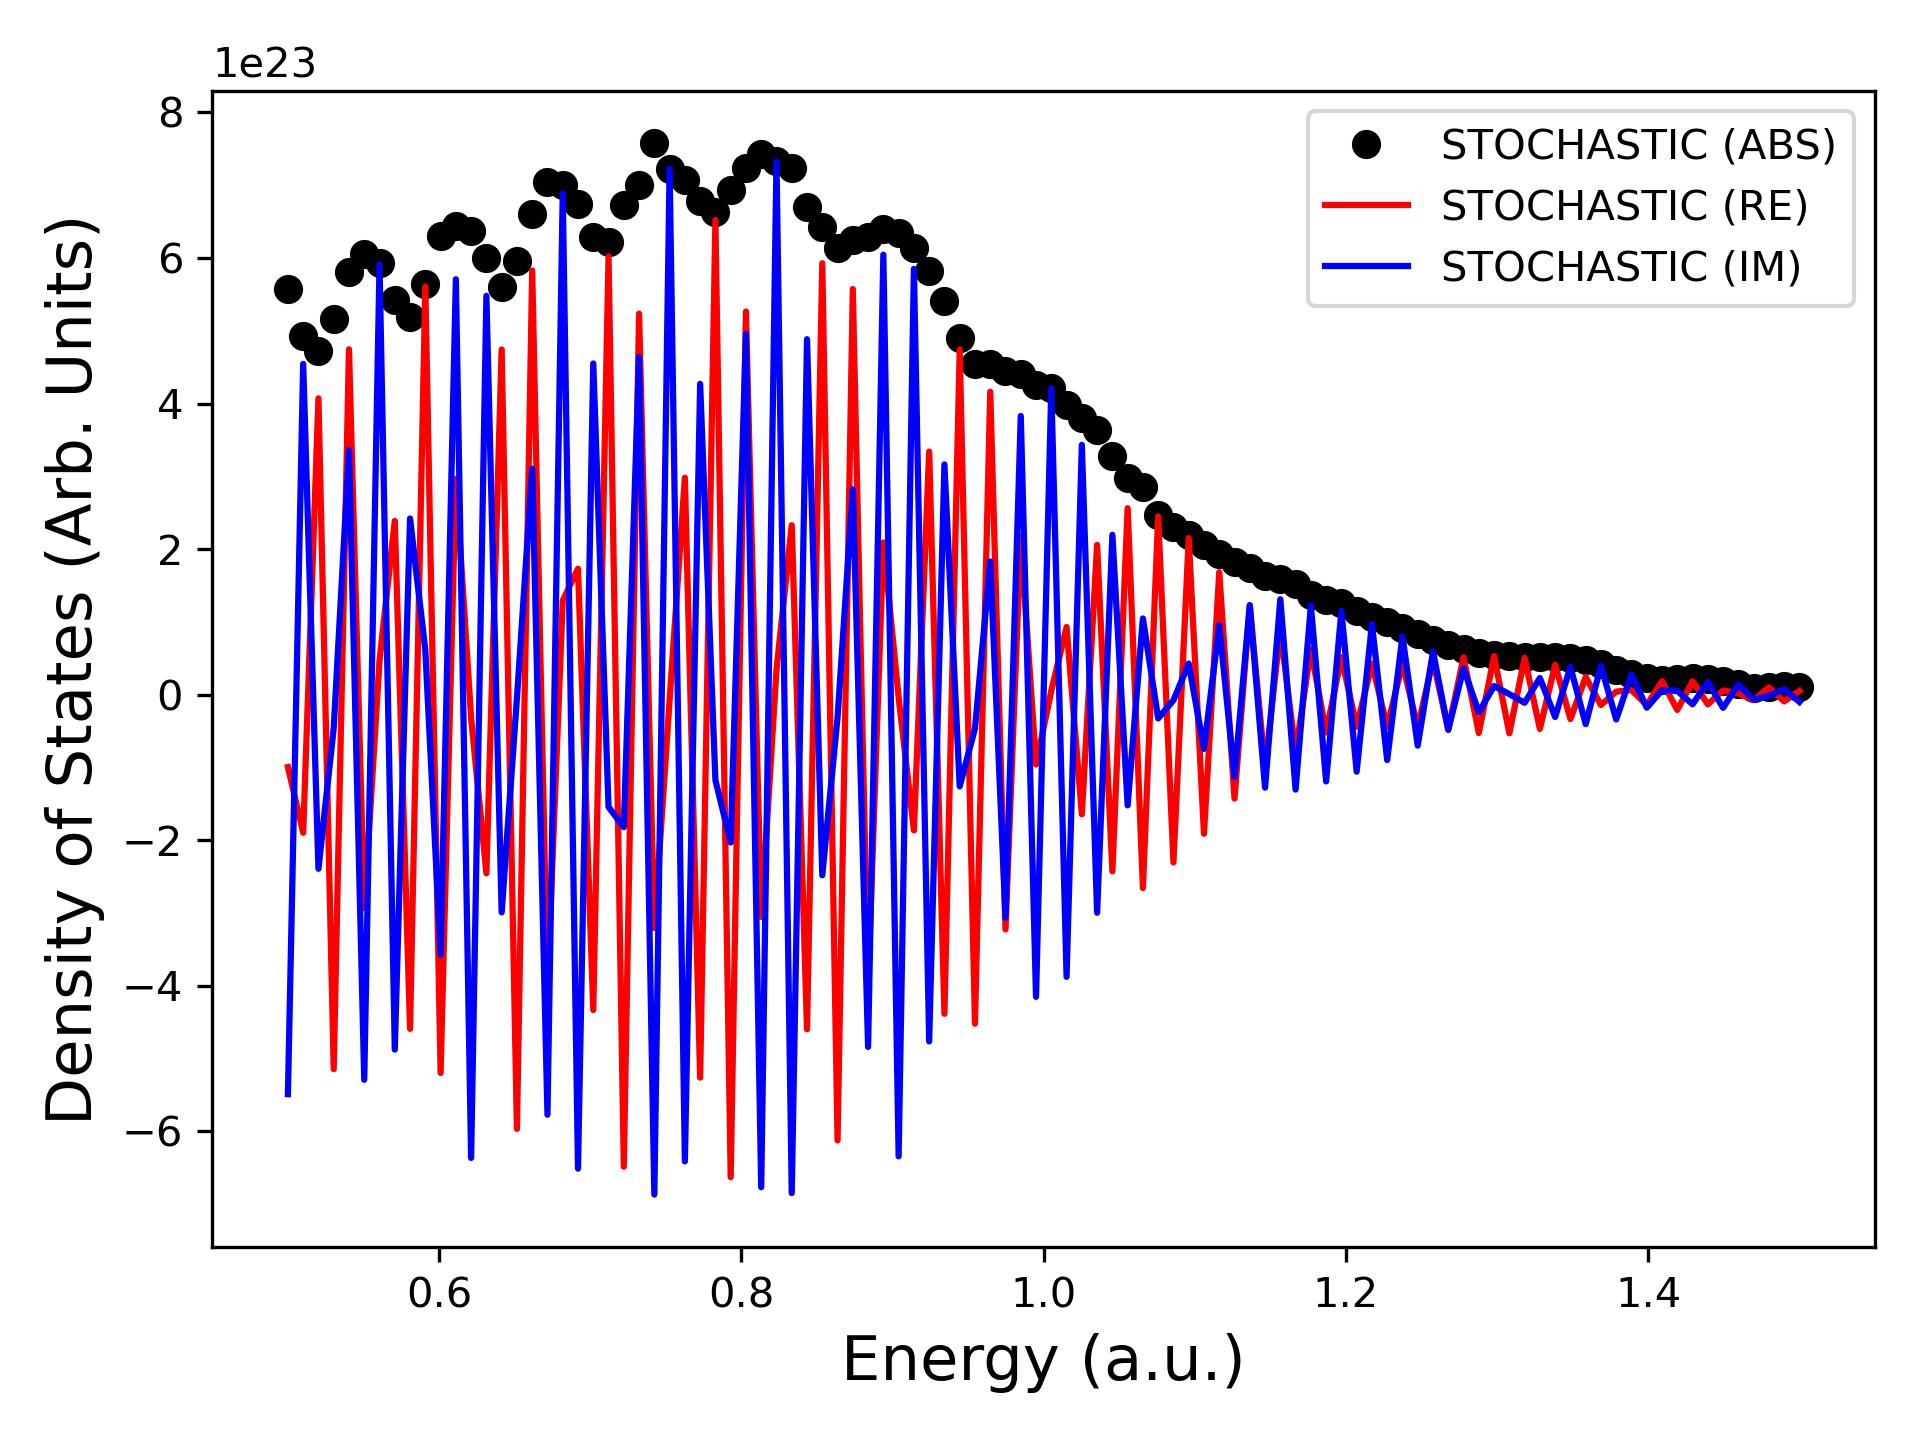 1e23
8
6
4
2
0
−2
−4
−6
Density of States (Arb. Units)
STOCHASTIC (ABS)
STOCHASTIC (RE)
STOCHASTIC (IM)
0.6 0.8 1.0 1.2 1.4
Energy (a.u.)